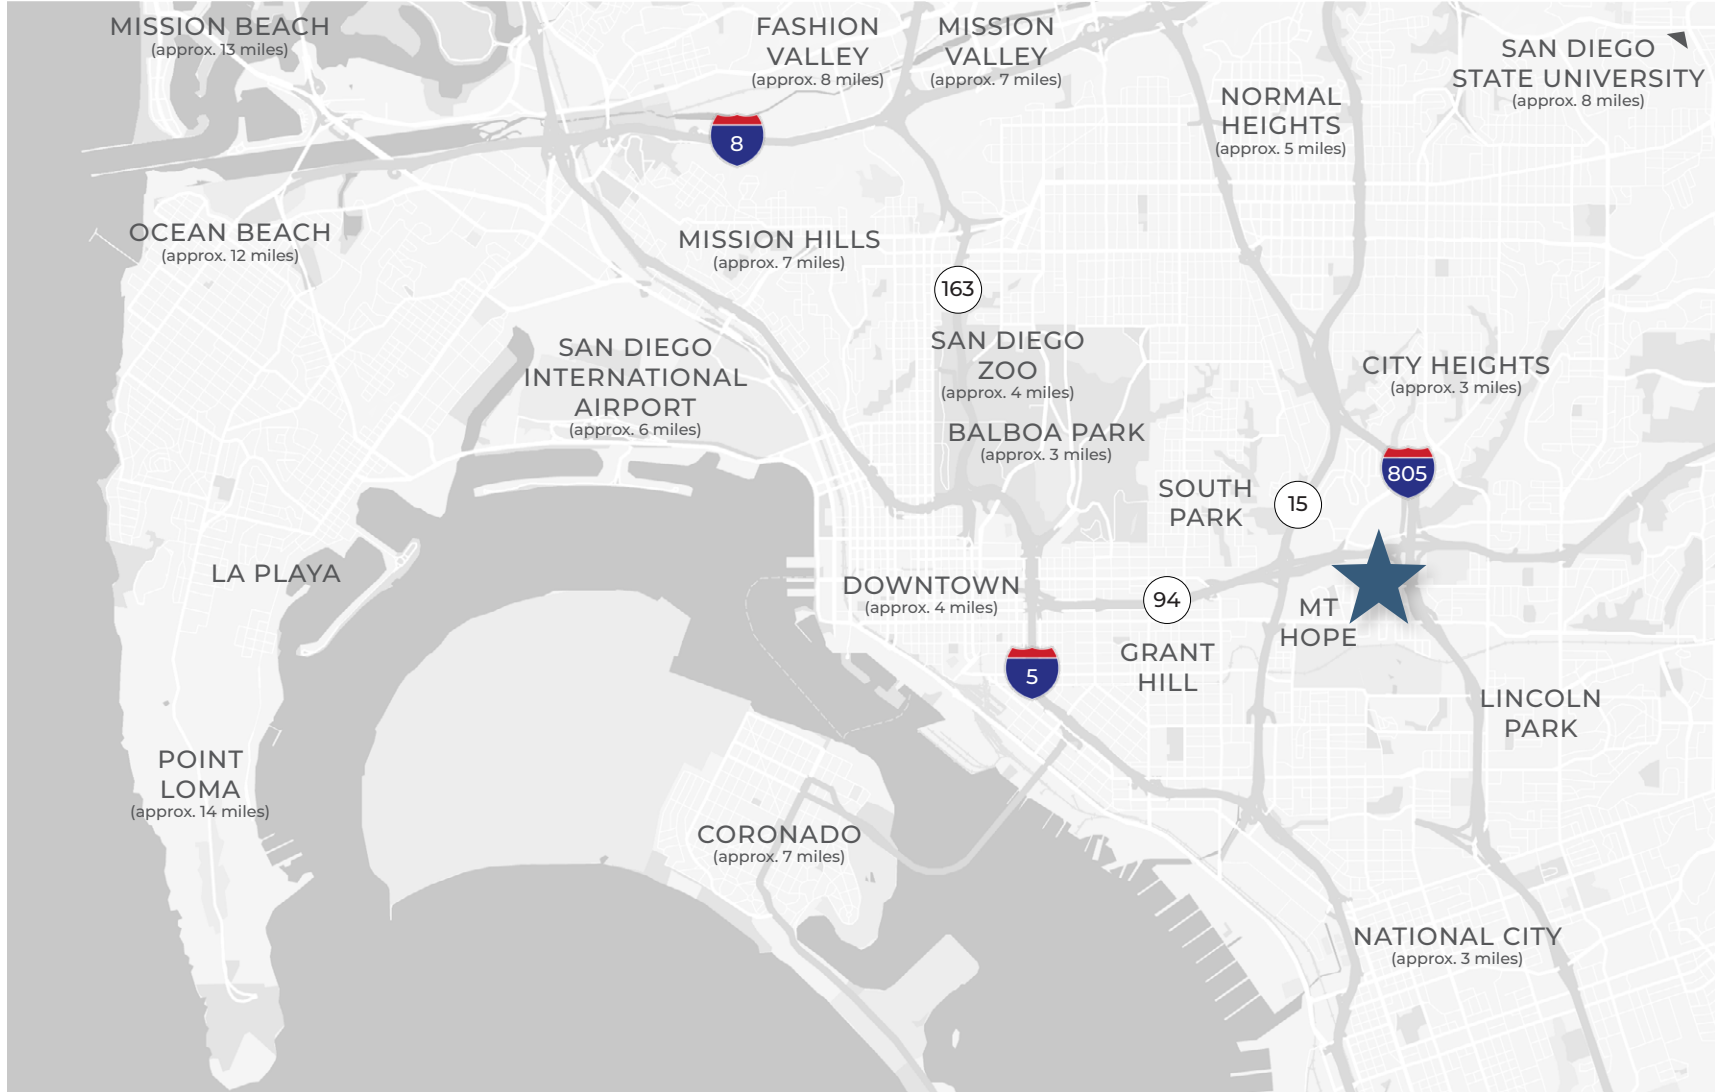 MISSION BEACH
(approx. 13 miles)
FASHION
VALLEY
(approx. 8 miles)
MISSION
VALLEY
(approx. 7 miles)
SAN DIEGO
STATE UNIVERSITY
(approx. 8 miles)
NORMAL
HEIGHTS
(approx. 5 miles)
8
OCEAN BEACH
(approx. 12 miles)
MISSION HILLS
(approx. 7 miles)
163
SAN DIEGO
INTERNATIONAL
AIRPORT
(approx. 6 miles)
SAN DIEGO
ZOO
(approx. 4 miles)
CITY HEIGHTS
(approx. 3 miles)
BALBOA PARK
(approx. 3 miles)
805
SOUTH
PARK
15
LA PLAYA
DOWNTOWN
(approx. 4 miles)
94
MT
HOPE
GRANT
HILL
5
LINCOLN
PARK
POINT
LOMA
(approx. 14 miles)
CORONADO
(approx. 7 miles)
NATIONAL CITY
(approx. 3 miles)